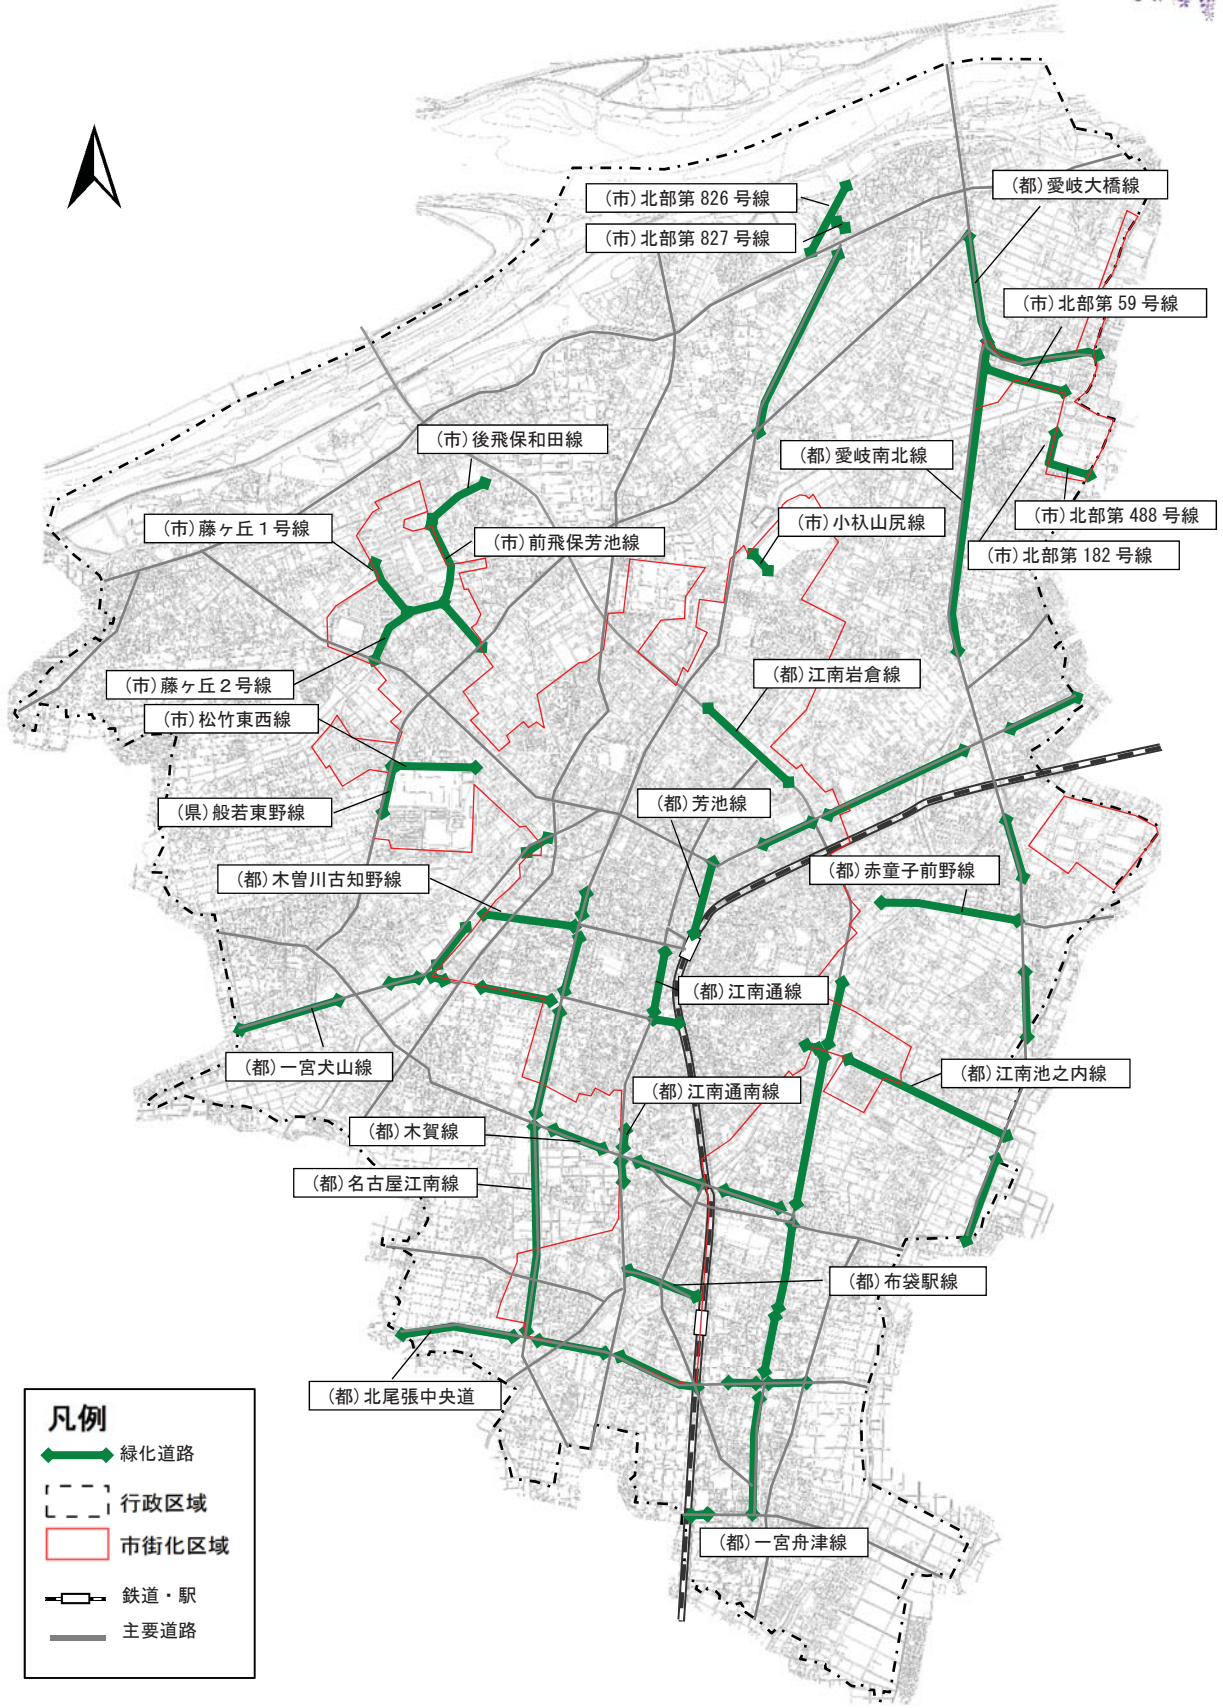 (市)北部第 826 号線
(都)愛岐大橋線
(市)北部第 827 号線
(市)北部第 59 号線
(市)後飛保和田線
(都)愛岐南北線
(市)藤ヶ丘１号線
(市)前飛保芳池線
(市)小杁山尻線
(市)北部第 488 号線
(市)北部第 182 号線
(都)江南岩倉線
(市)藤ヶ丘２号線
(市)松竹東西線
(県)般若東野線
(都)芳池線
(都)木曽川古知野線
(都)赤童子前野線
(都)江南通線
(都)一宮犬山線
(都)江南池之内線
(都)江南通南線
(都)木賀線
(都)名古屋江南線
(都)布袋駅線
(都)北尾張中央道
(都)一宮舟津線
凡例
緑化道路
行政区域
市街化区域
鉄道・駅
主要道路